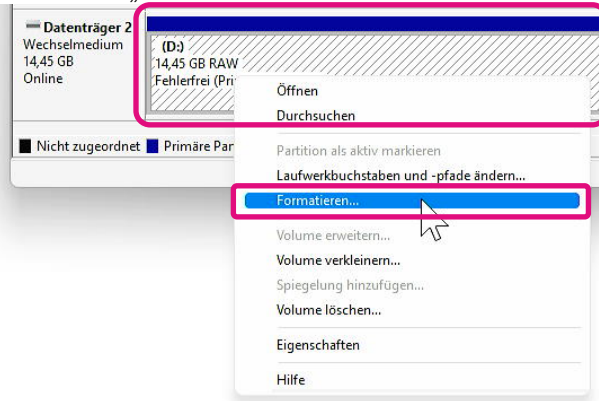 Datenträger 2
Wechselmedium
14,45 GB
Online
(D:)
14,45 GB RAW
Fehlerfrei (Pri
Nicht zugeordnet Primäre Par
Öffnen
Durchsuchen
Partition als aktiv markieren
Laufwerkbuchstaben und -pfade ändern...
Formatieren...
Volume erweitern...
Volume verkleinern...
Spiegelung hinzufügen...
Volume löschen...
Eigenschaften
Hilfe